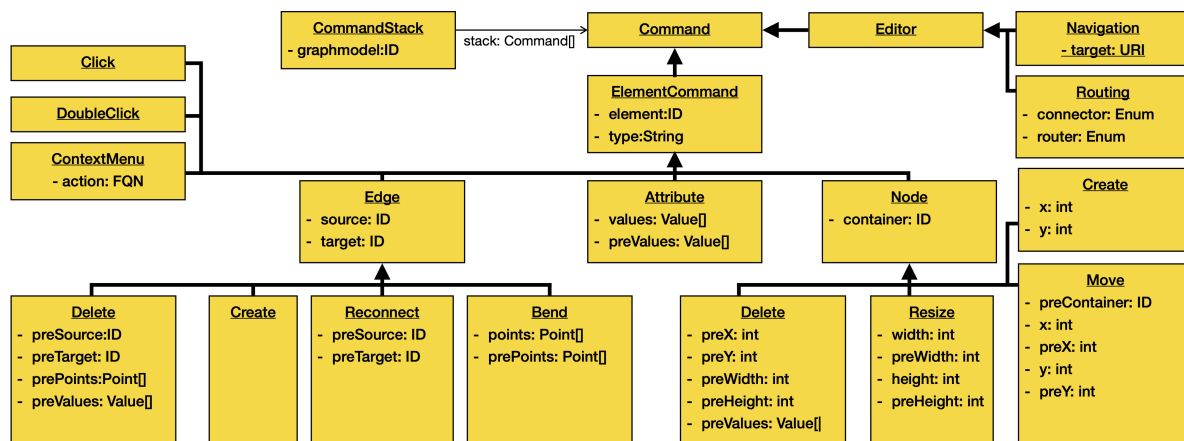 CommandStack
- graphmodel:ID
stack: Command[]
Command
Editor
Navigation
- target: URI
Click
DoubleClick
ContextMenu
- action: FQN
ElementCommand
- element:ID
- type:String
Routing
- connector: Enum
- router: Enum
Edge
- source: ID
- target: ID
Attribute
- values: Value[]
- preValues: Value[]
Node
- container: ID
Create
- x: int
- y: int
Delete
- preSource:ID
- preTarget: ID
- prePoints:Point[]
- preValues: Value[]
Create
Reconnect
- preSource: ID
- preTarget: ID
Bend
- points: Point[]
- prePoints: Point[]
Delete
- preX: int
- preY: int
- preWidth: int
- preHeight: int
- preValues: Value[|
Resize
- width: int
- preWidth: int
- height: int
- preHeight: int
Move
- preContainer: ID
- x: int
- preX: int
- y: int
- preY: int